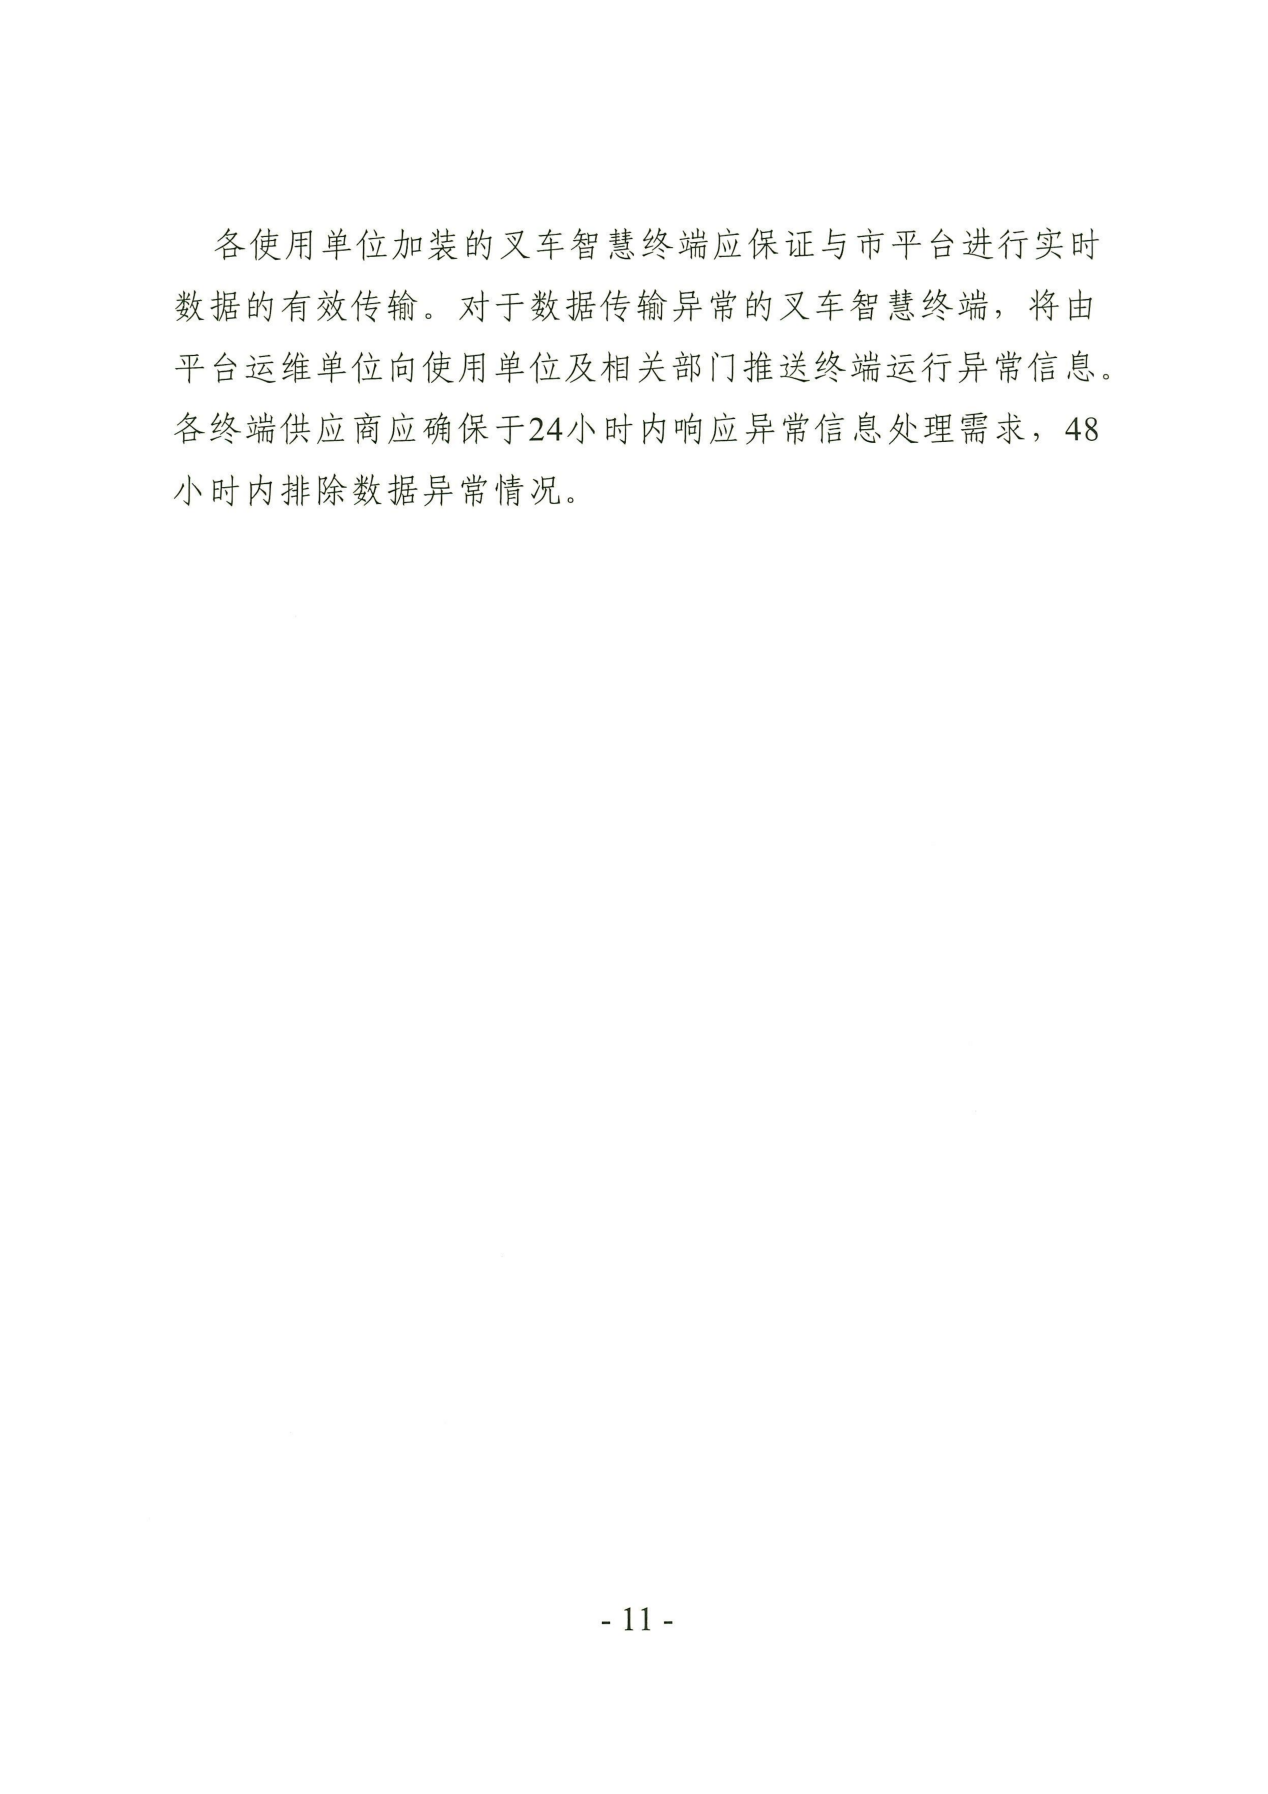 各使用单位加装的叉车智慧终端应保证与市平台进行实时
数据的有效传输。对于数据传输异常的叉车智慧终端，将由
平台运维单位向使用单位及相关部门推送终端运行异常信息。
各终端供应商应确保于24小时内响应异常信息处理需求，48
小时内排除数据异常情况。
- 11 -